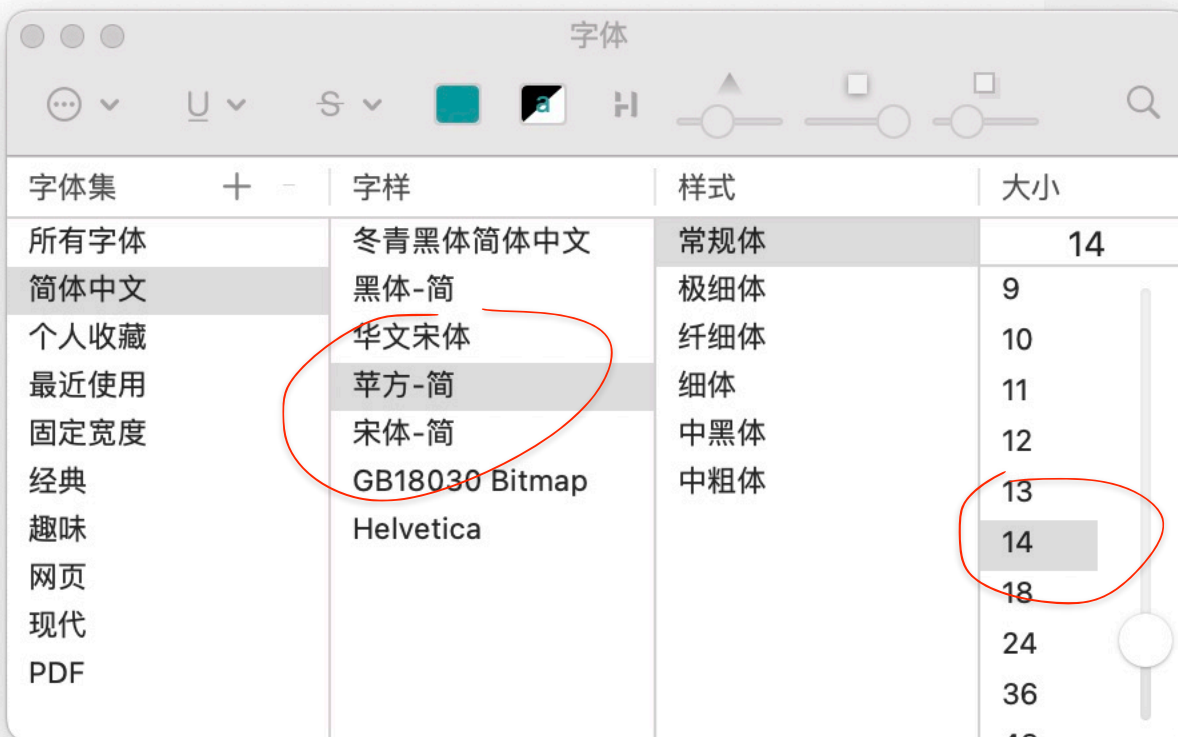 字体
U S a
字体集 字样 样式 大小
所有字体 冬青黑体简体中文 常规体 14
简体中文 黑体-简 极细体 9
个人收藏 华文宋体 纤细体 10
最近使用 苹方-简 细体 11
固定宽度 宋体-简 中黑体 12
经典 GB18030 Bitmap 中粗体 13
趣味 Helvetica 14
网页 18
现代 24
PDF 36